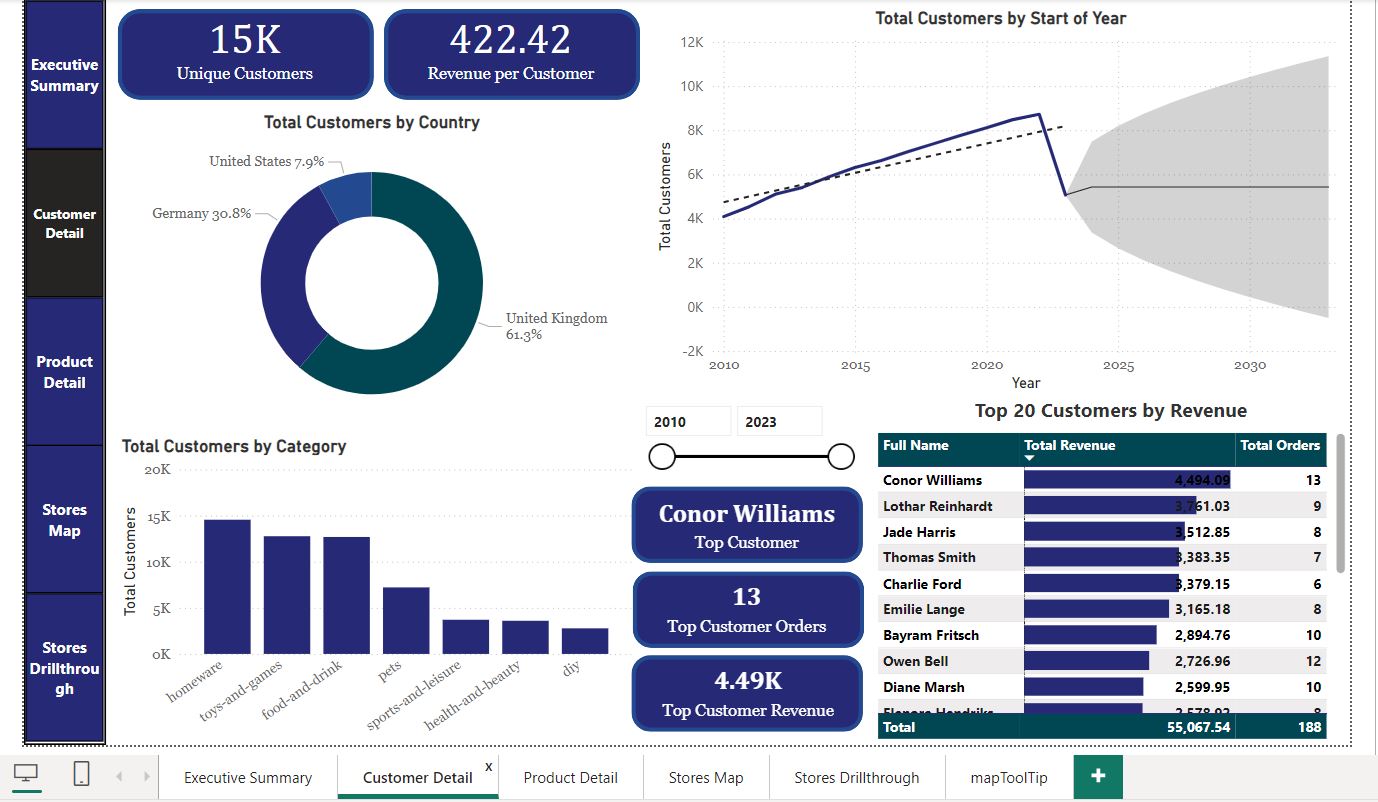 Executive
Summary
Customer
Detail
Product
Detail
Stores
Map
Stores
Drillthrou
gh
15K
Unique Customers
422.42
Revenue per Customer
Total Customers by Country
United States 7.9%
Germany 30.8%
United Kingdom
61.3%
Total Customers by Start of Year
Total Customers
12K
10K
8K
6K
4K
2K
0K
-2K
2010
2015
2020
2025
2030
Year
Total Customers by Category
Total Customers
20K
15K
10K
5K
0K
homeware
toys-and-games
food-and-drink
pets
sports-and-leisure
health-and-beauty
diy
2010
2023
Conor Williams
Top Customer
13
Top Customer Orders
4.49K
Top Customer Revenue
Top 20 Customers by Revenue
Full Name Total Revenue Total Orders
Conor Williams 4,494.09 13
Lothar Reinhardt 3,761.03 9
Jade Harris 3,512.85 8
Thomas Smith 3,383.35 7
Charlie Ford 3,379.15 6
Emilie Lange 3,165.18 8
Bayram Fritsch 2,894.76 10
Owen Bell 2,726.96 12
Diane Marsh 2,599.95 10
Total 55,067.54 188
Executive Summary
Customer Detail
X
Product Detail
Stores Map
Stores Drillthrough
mapToolTip
+